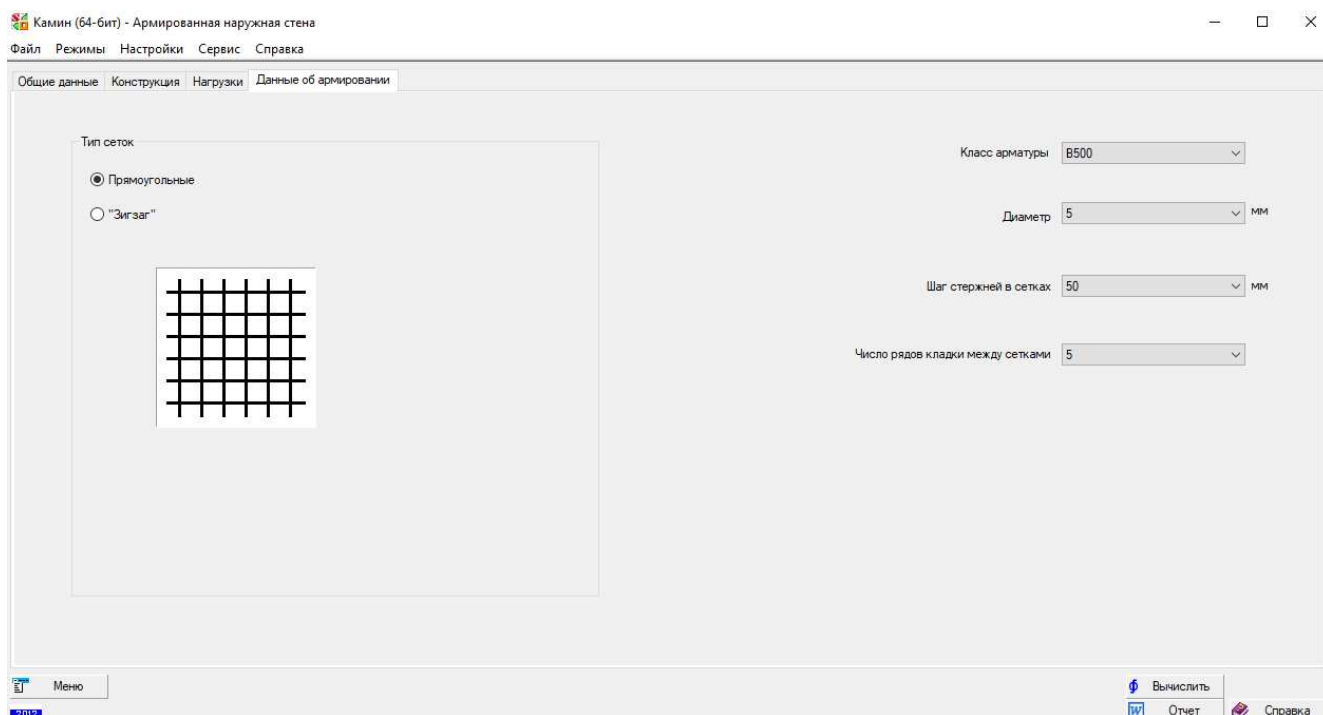 Камин (64-бит) - Армированная наружная стена
Файл Режимы Настройки Сервис Справка
Общие данные Конструкция Нагрузки Данные об армировании
Тип сеток
Прямоугольные
"Зигзаг"
Класс арматуры B500
Диаметр 5 мм
Шаг стержней в сетках 50 мм
Число рядов кладки между сетками 5
Меню
Вычислить
W Отчет Справка